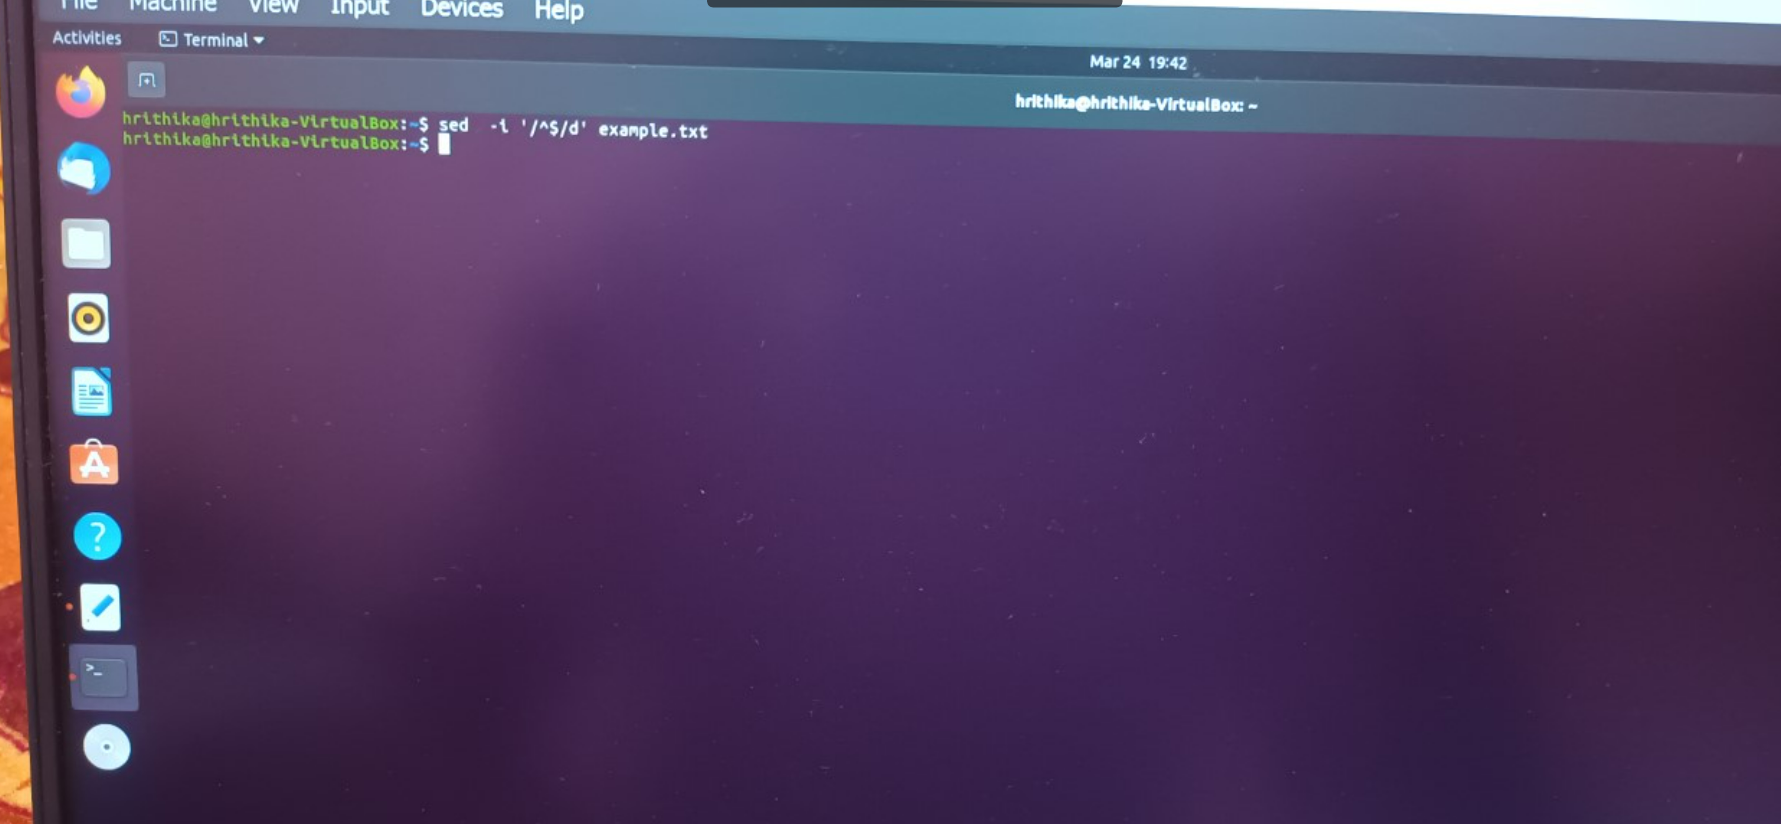 File Machine View Input Devices Help
Activities Terminal
Mar 24 19:42
hrithika@hrithika-VirtualBox: ~
hrithika@hrithika-VirtualBox:~$ sed  -i '/^$/d' example.txt
hrithika@hrithika-VirtualBox:~$